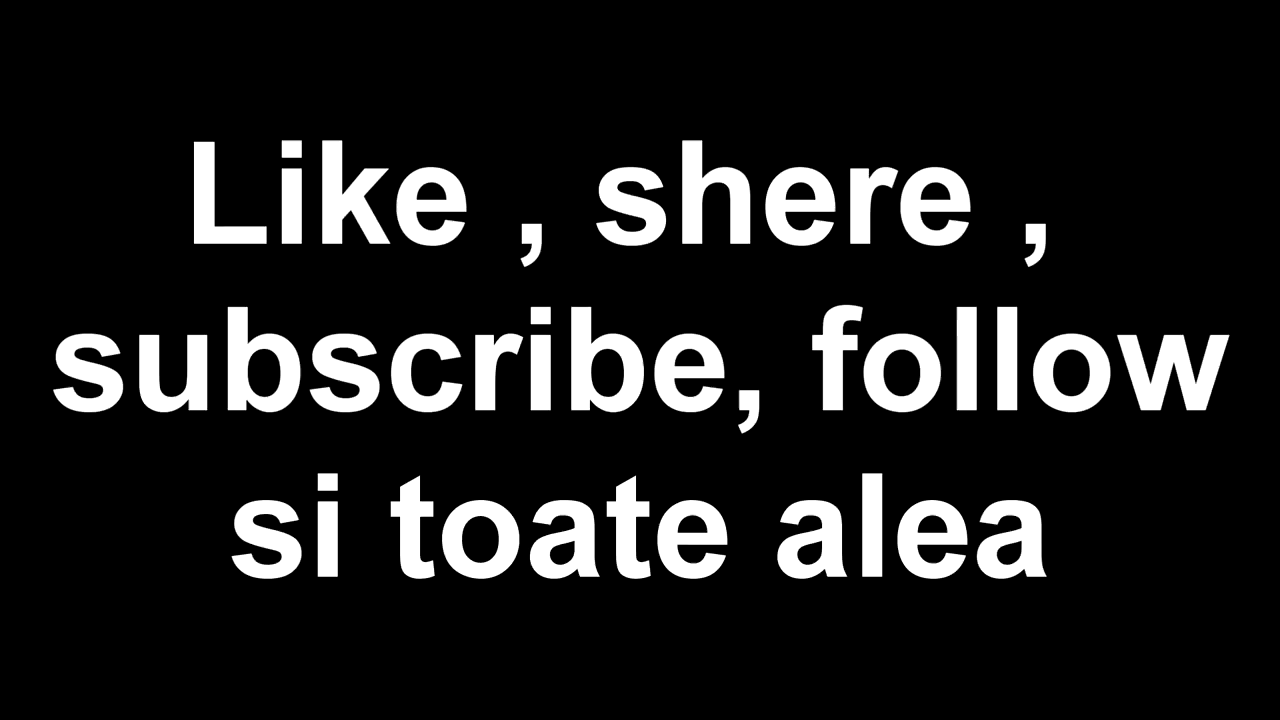 Like , shere ,
subscribe, follow
si toate alea